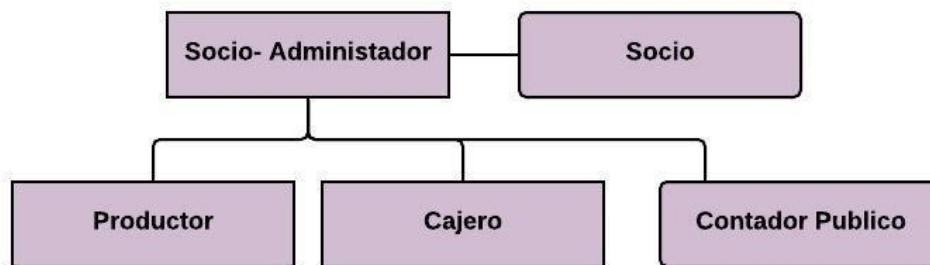 Socio- Administador
Socio
Productor
Cajero
Contador Publico